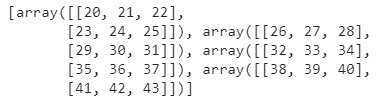 [array([[20, 21, 22],
[23, 24, 25]]), array([[26, 27, 28],
[29, 30, 31]]), array([[32, 33, 34],
[35, 36, 37]]), array([[38, 39, 40],
[41, 42, 43]])]